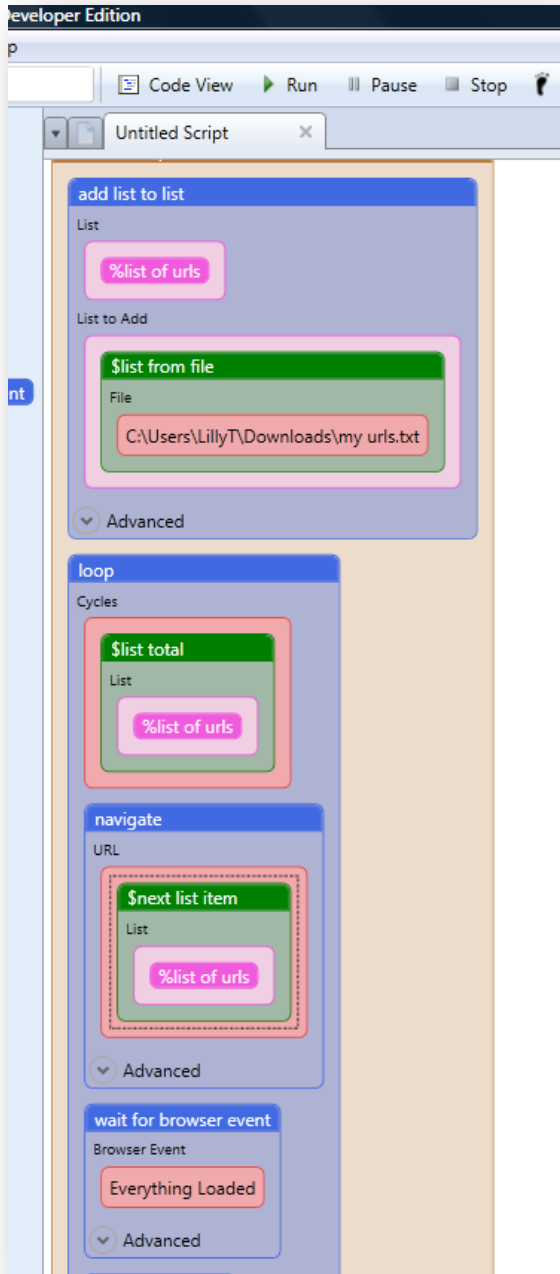 eveloper Edition
p
Code View Run Pause Stop
Untitled Script
add list to list
List
%list of urls
List to Add
$list from file
nt
File
C:\Users\LillyT\Downloads\my urls.txt
Advanced
loop
Cycles
$list total
List
%list of urls
navigate
URL
$next list item
List
%list of urls
Advanced
wait for browser event
Browser Event
Everything Loaded
Advanced